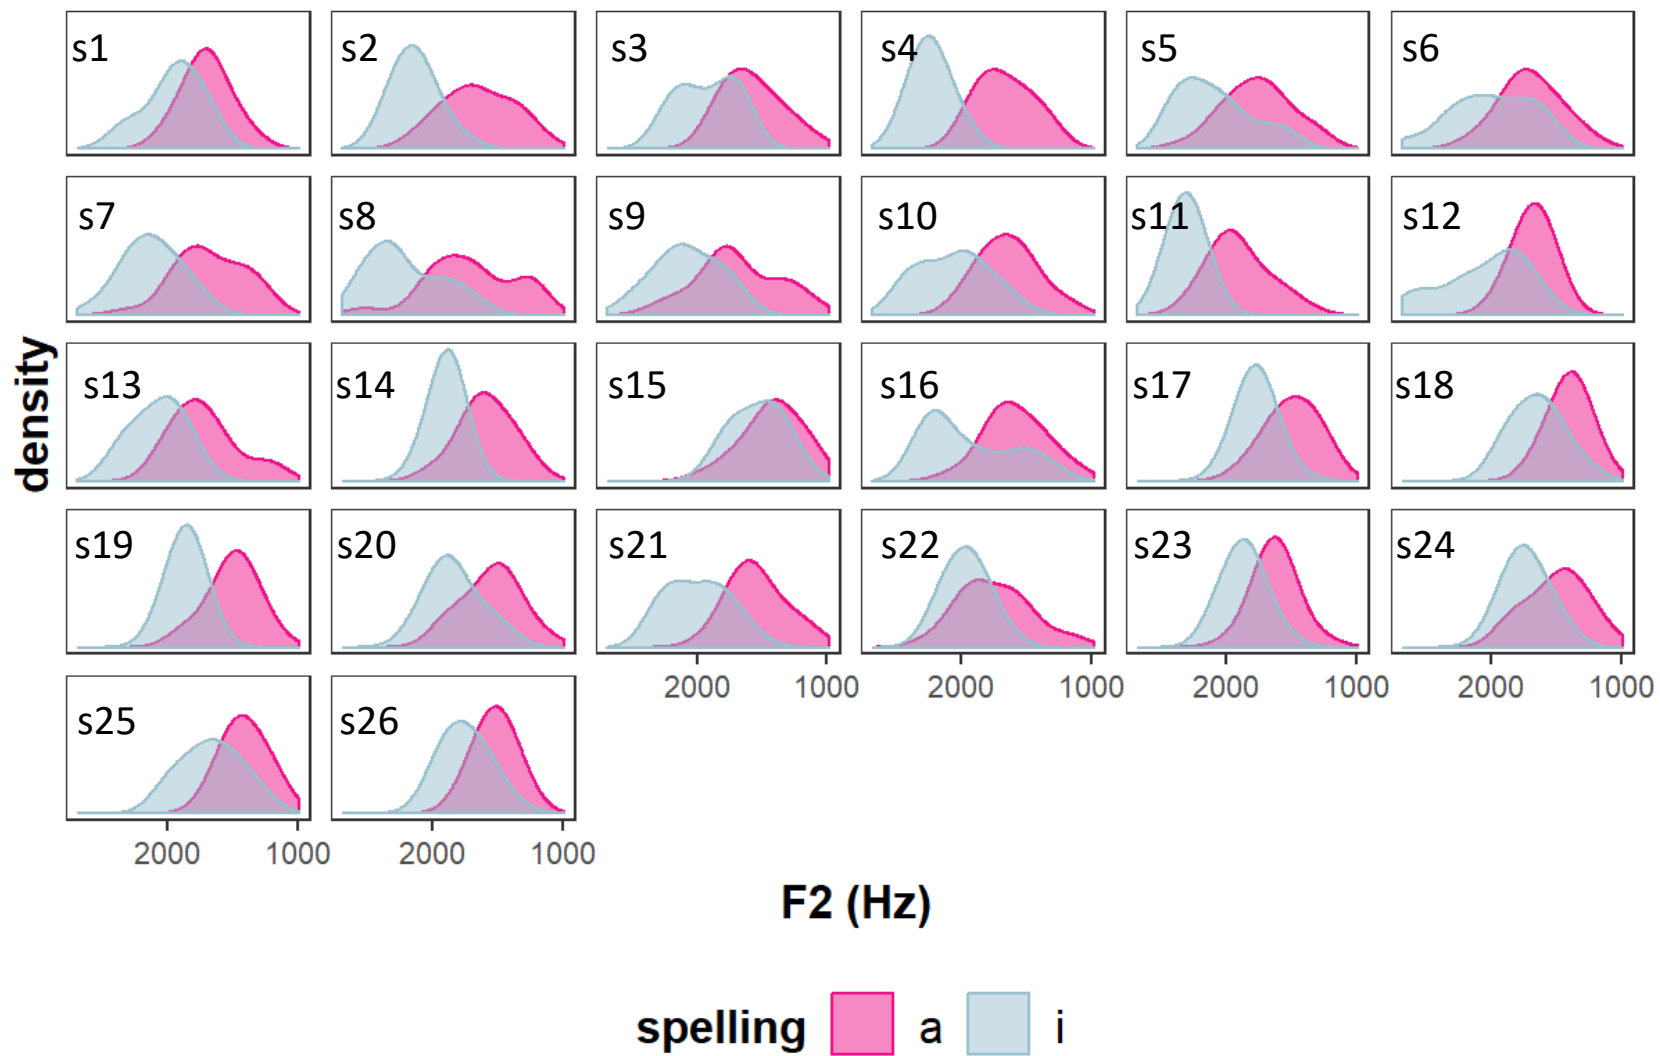 s1 s2 s3 s4 s5 s6
s7 s8 s9 s10 s11 s12
density
s13 s14 s15 s16 s17 s18
s19 s20 s21 s22 s23 s24
2000 1000 2000 1000 2000 1000 2000 1000
s25 s26
2000 1000 2000 1000
F2 (Hz)
spelling a i